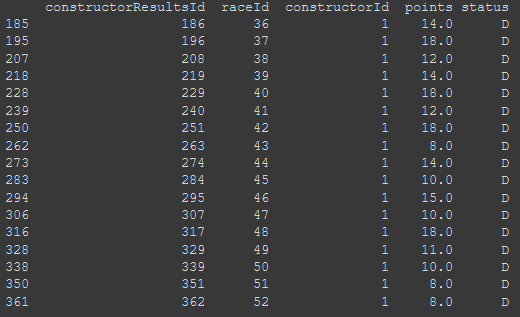 constructorResultsId raceId constructorId points status
185 186 36 1 14.0 D
195 196 37 1 18.0 D
207 208 38 1 12.0 D
218 219 39 1 14.0 D
228 229 40 1 18.0 D
239 240 41 1 12.0 D
250 251 42 1 18.0 D
262 263 43 1 8.0 D
273 274 44 1 14.0 D
283 284 45 1 10.0 D
294 295 46 1 15.0 D
306 307 47 1 10.0 D
316 317 48 1 18.0 D
328 329 49 1 11.0 D
338 339 50 1 10.0 D
350 351 51 1 8.0 D
361 362 52 1 8.0 D